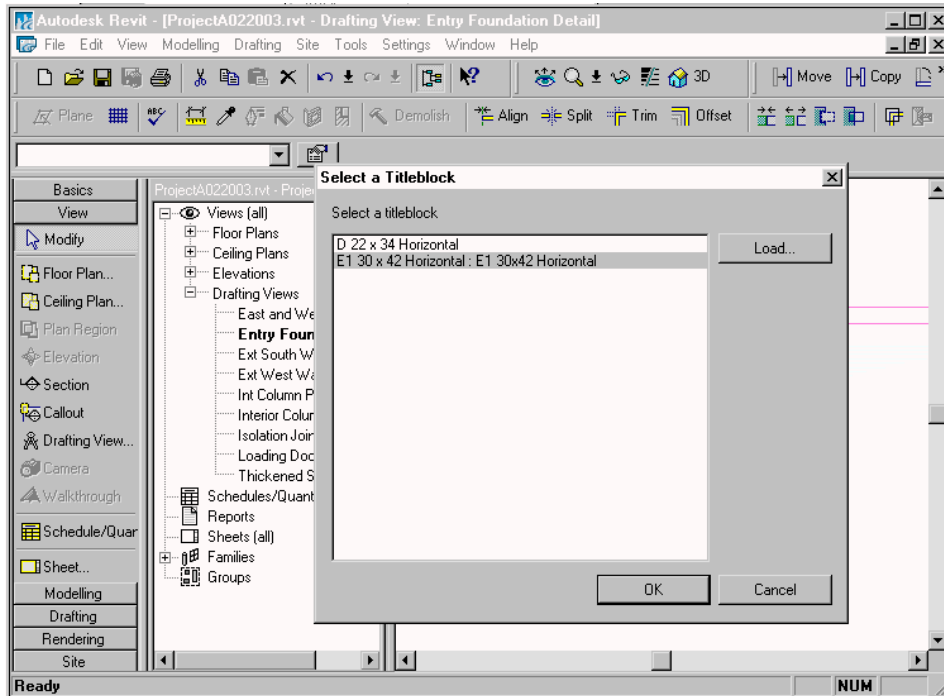 Autodesk Revit - [ProjectA022003.rvt - Drafting View: Entry Foundation Detail]
File Edit View Modelling Drafting Site Tools Settings Window Help
3D Move Copy
Plane ABC Demolish Align Split Trim Offset
Basics
View
Modify
Floor Plan...
Ceiling Plan...
Plan Region
Elevation
Section
Callout
Drafting View...
Camera
Walkthrough
Schedule/Quar
Sheet...
Modelling
Drafting
Rendering
Site
ProjectA022003.rvt - Proje
Views (all)
Floor Plans
Ceiling Plans
Elevations
Drafting Views
East and We
Entry Foun
Ext South W
Ext West Wa
Int Column P
Interior Colum
Isolation Join
Loading Doc
Thickened S
Schedules/Quant
Reports
Sheets (all)
Families
Groups
Select a Titleblock
Select a titleblock
D 22 x 34 Horizontal
E1 30 x 42 Horizontal : E1 30x42 Horizontal
Load...
OK Cancel
Ready NUM